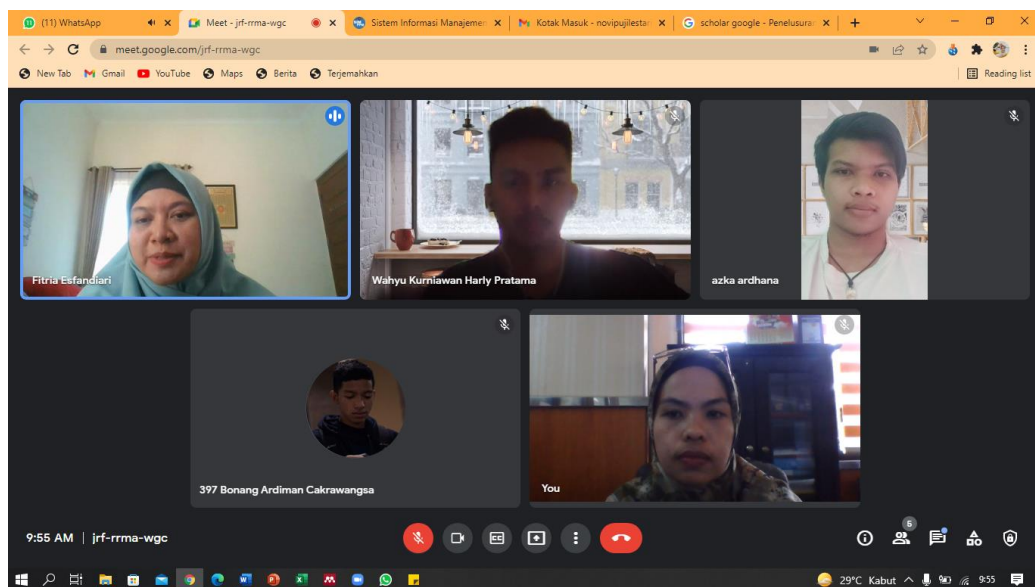 (11) WhatsApp
Meet - jrf-rrma-wgc
Sistem Informasi Manajemen
Kotak Masuk - novipujilestar
scholar google - Penelusuran
meet.google.com/jrf-rrma-wgc
New Tab
Gmail
YouTube
Maps
Berita
Terjemahkan
Reading list
Fitria Esfandiari
Wahyu Kurniawan Harly Pratama
azka ardhana
397 Bonang Ardiman Cakrawangsa
You
9:55 AM | jrf-rrma-wgc
6
29°C Kabut
9:55